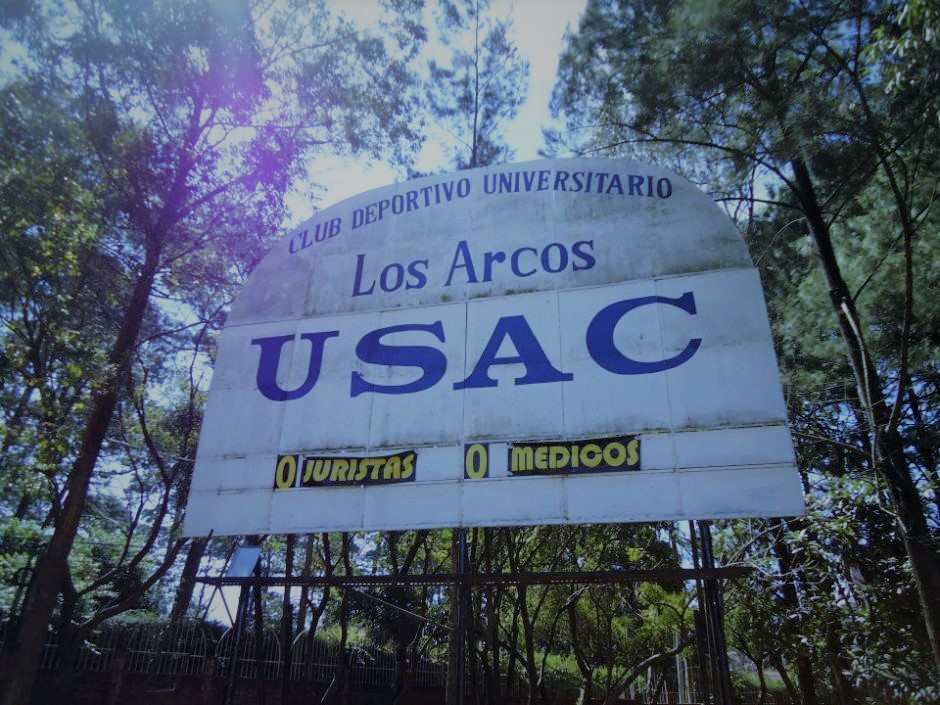 CLUB DEPORTIVO UNIVERSITARIO
Los Arcos
USAC
0 JURISTAS 0 MEDICOS